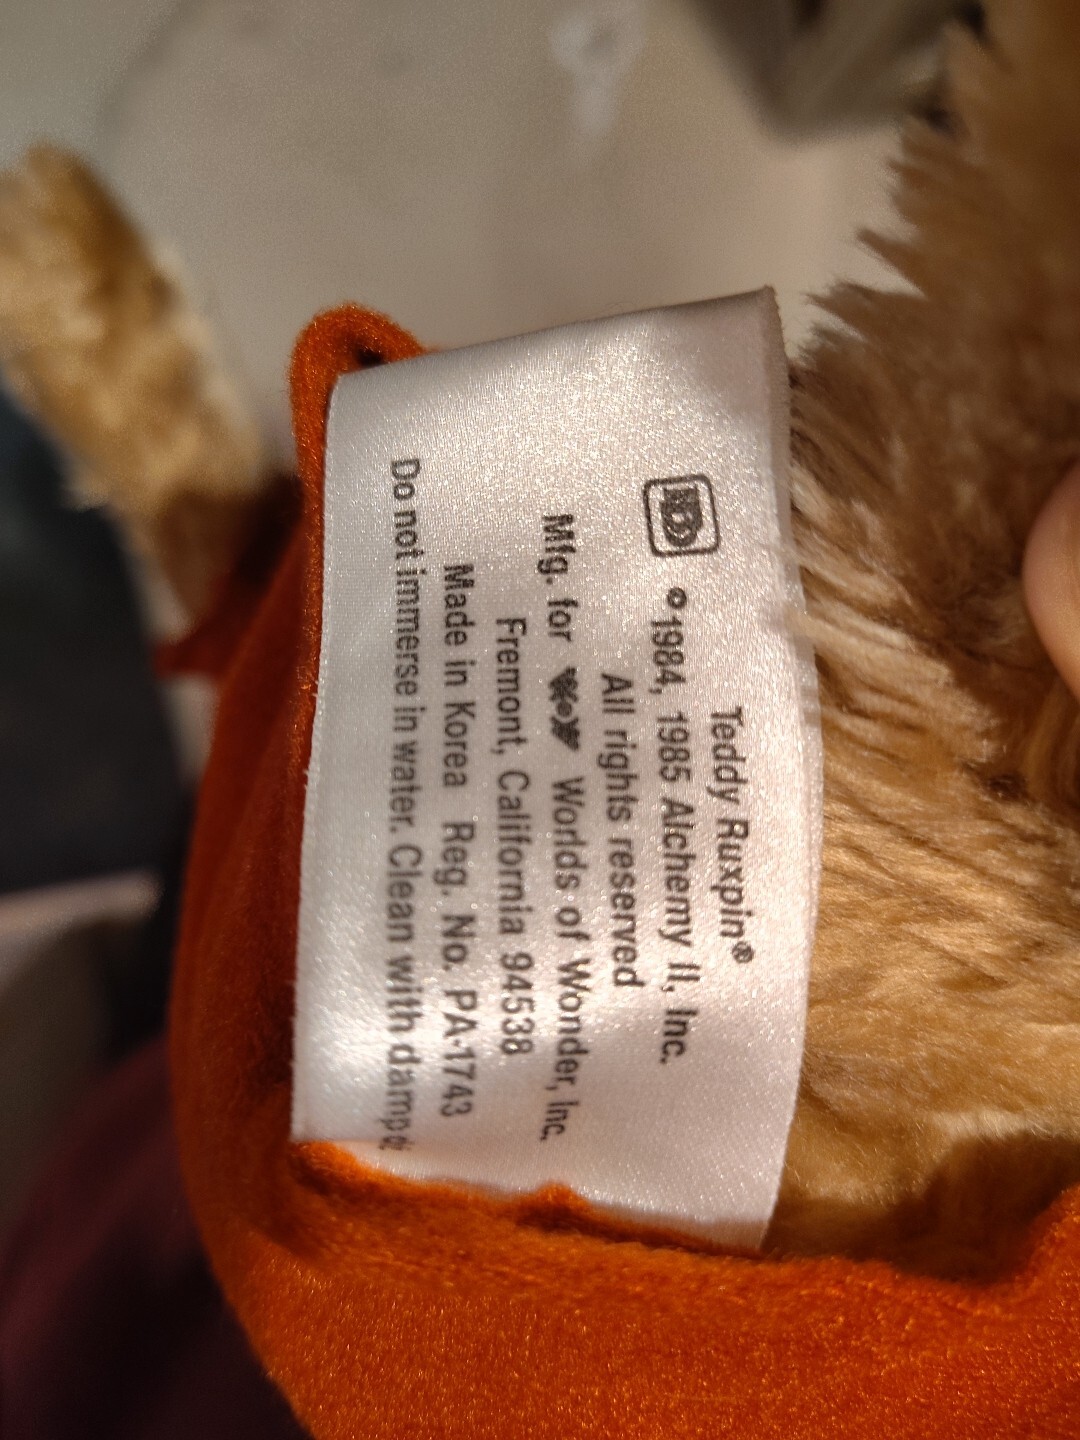 Teddy Ruxpin®
©1984, 1985 Alchemy II, Inc.
All rights reserved
Mfg. for WoW Worlds of Wonder, Inc.
Fremont, California 94538
Made in Korea Reg. No. PA-1743
Do not immerse in water. Clean with damp